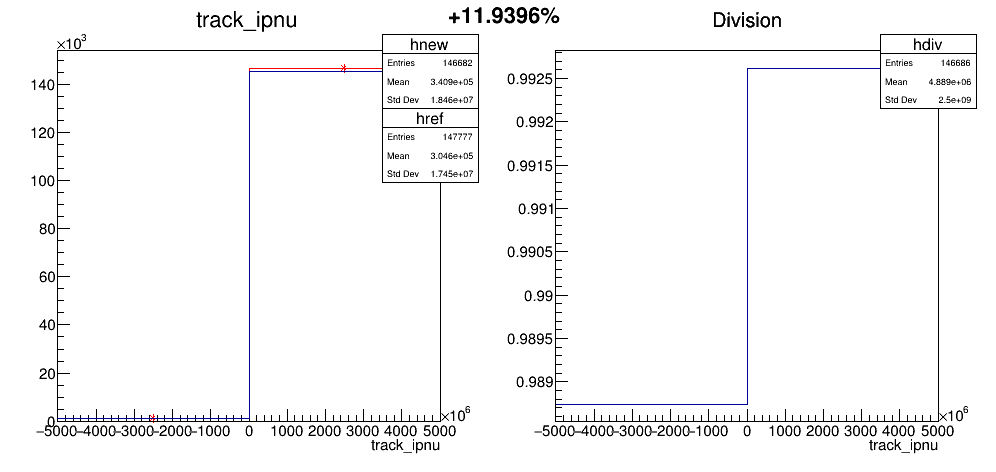 +11.9396%
track_ipnu
×10³
hnew
Entries 146682
Mean 3.409e+05
Std Dev 1.846e+07
href
Entries 147777
Mean 3.046e+05
Std Dev 1.745e+07
140
120
100
80
60
40
20
0
−5000 −4000 −3000 −2000 −1000 0 1000 2000 3000 4000 5000
×10⁶
track_ipnu
Division
hdiv
Entries 146686
Mean 4.889e+06
Std Dev 2.5e+09
0.9925
0.992
0.9915
0.991
0.9905
0.99
0.9895
0.989
−5000 −4000 −3000 −2000 −1000 0 1000 2000 3000 4000 5000
×10⁶
track_ipnu